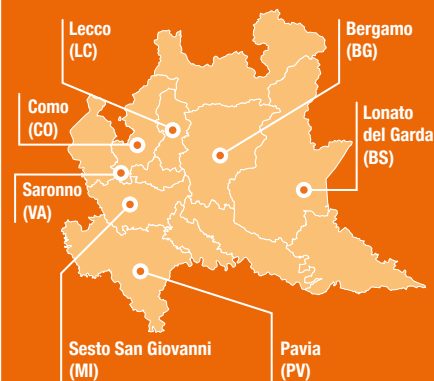 Lecco
(LC)
Bergamo
(BG)
Como
(CO)
Lonato
del Garda
(BS)
Saronno
(VA)
Sesto San Giovanni
(MI)
Pavia
(PV)